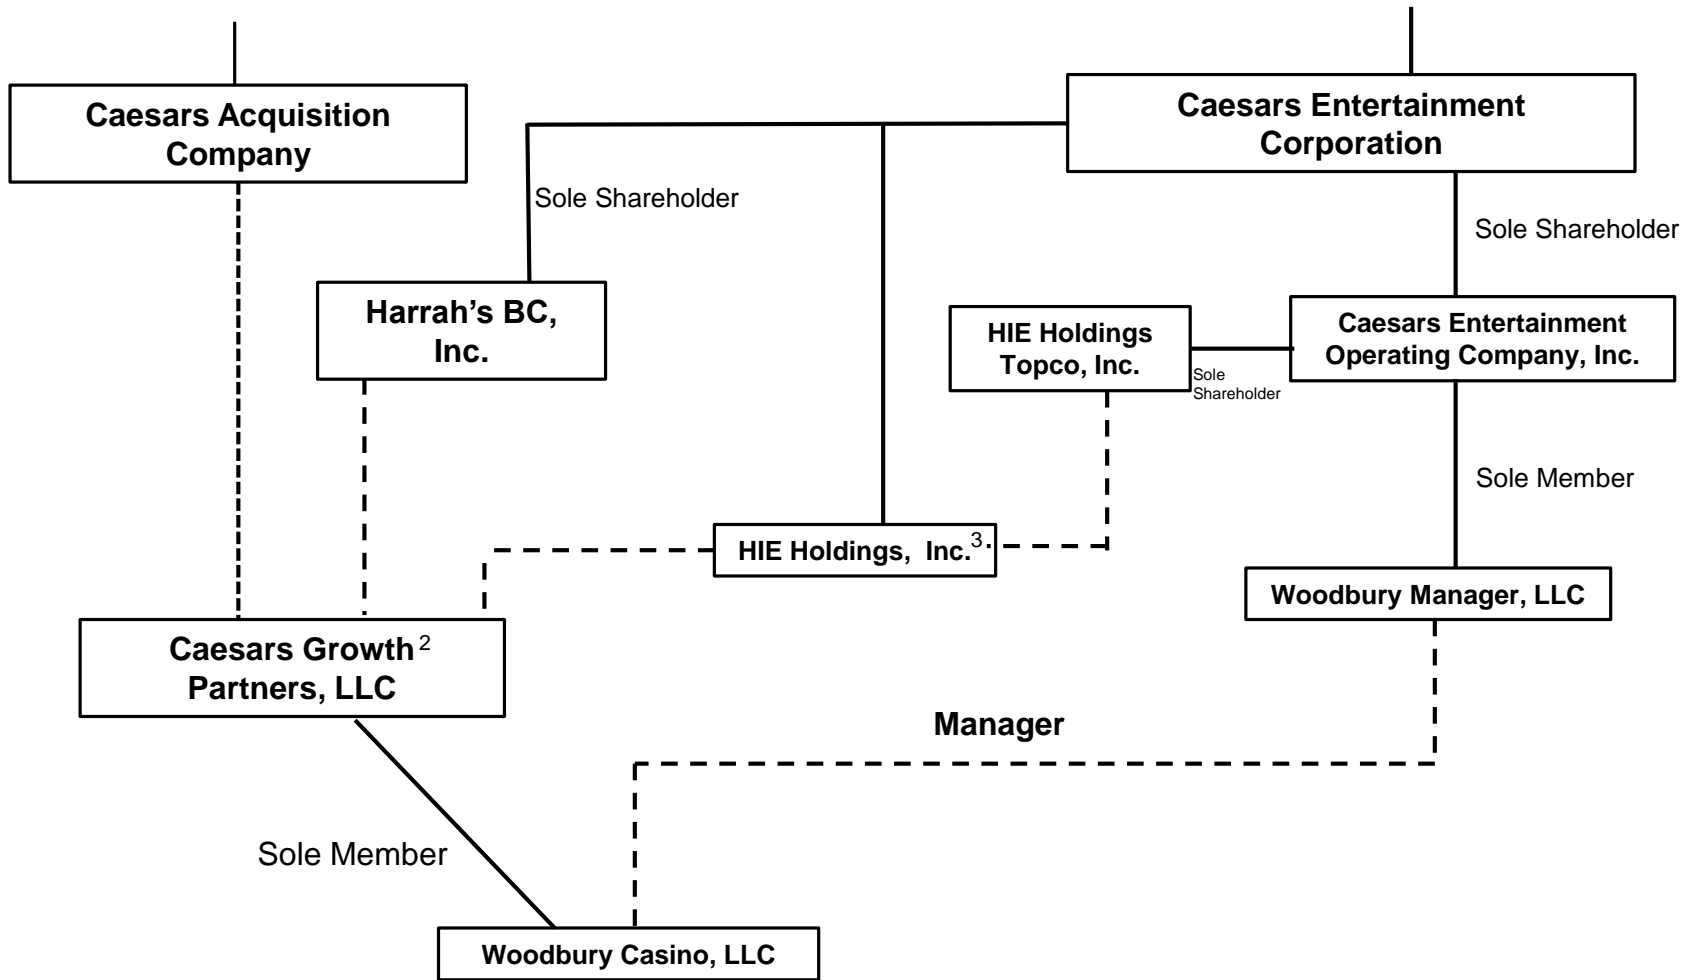 Caesars Acquisition
Company
Caesars Entertainment
Corporation
Sole Shareholder
Sole Shareholder
Harrah’s BC,
Inc.
HIE Holdings
Topco, Inc.
Sole
Shareholder
Caesars Entertainment
Operating Company, Inc.
Sole Member
HIE Holdings, Inc.3
Woodbury Manager, LLC
Caesars Growth 2
Partners, LLC
Manager
Sole Member
Woodbury Casino, LLC